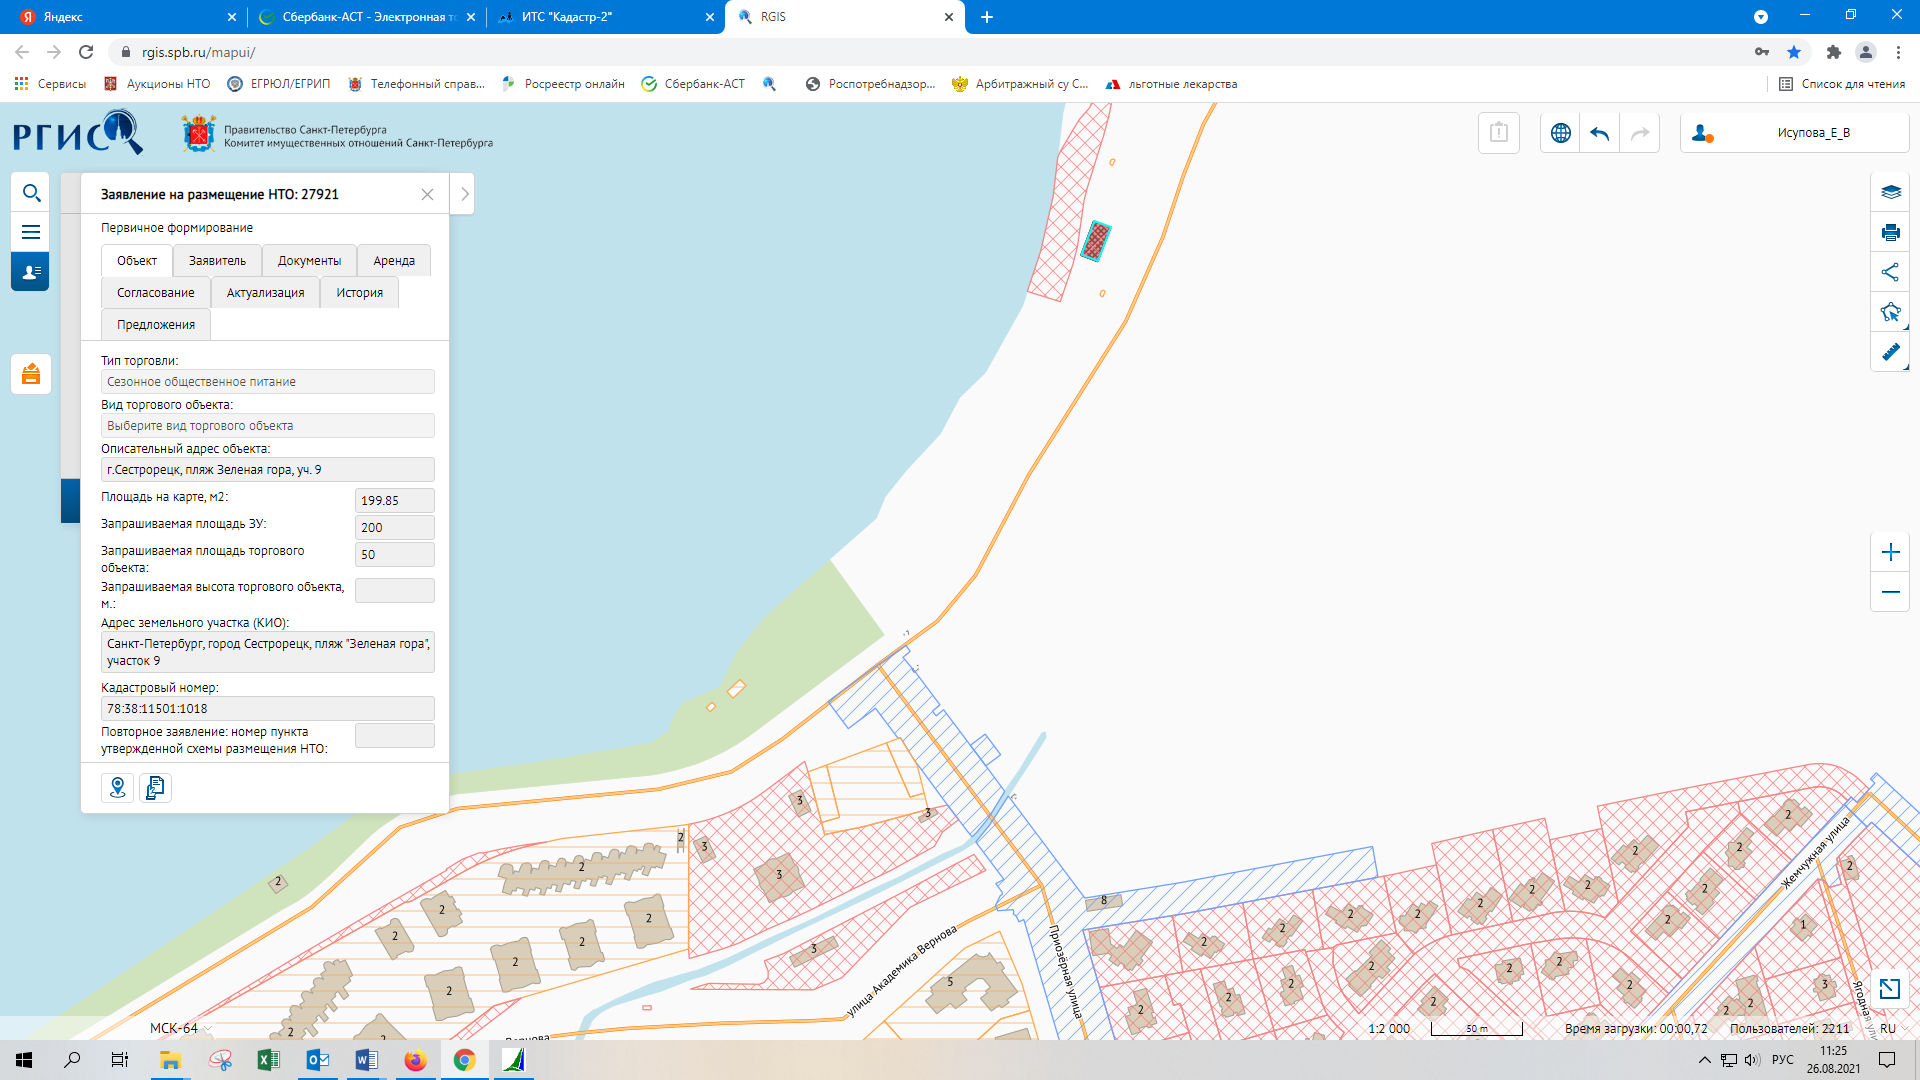 Яндекс
Сбербанк-АСТ - Электронная то
ИТС "Кадастр-2"
RGIS
rgis.spb.ru/mapui/
Сервисы
Аукционы НТО
ЕГРЮЛ/ЕГРИП
Телефонный справ...
Росреестр онлайн
Сбербанк-АСТ
Роспотребнадзор...
Арбитражный су С...
льготные лекарства
Список для чтения
РГИС
Правительство Санкт-Петербурга
Комитет имущественных отношений Санкт-Петербурга
Исупова_Е_В
Заявление на размещение НТО: 27921
Первичное формирование
Объект
Заявитель
Документы
Аренда
Согласование
Актуализация
История
Предложения
Тип торговли:
Сезонное общественное питание
Вид торгового объекта:
Выберите вид торгового объекта
Описательный адрес объекта:
г.Сестрорецк, пляж Зеленая гора, уч. 9
Площадь на карте, м2:
199.85
Запрашиваемая площадь ЗУ:
200
Запрашиваемая площадь торгового
объекта:
50
Запрашиваемая высота торгового объекта,
м.:
Адрес земельного участка (КИО):
Санкт-Петербург, город Сестрорецк, пляж "Зеленая гора",
участок 9
Кадастровый номер:
78:38:11501:1018
Повторное заявление: номер пункта
утвержденной схемы размещения НТО:
улица Академика Вернова
Приозёрная улица
Жемчужная улица
Ягодная ул
Вернова
МСК-64
1:2 000
50 m
Время загрузки: 00:00,72
Пользователей: 2211
RU
РУС
11:25
26.08.2021